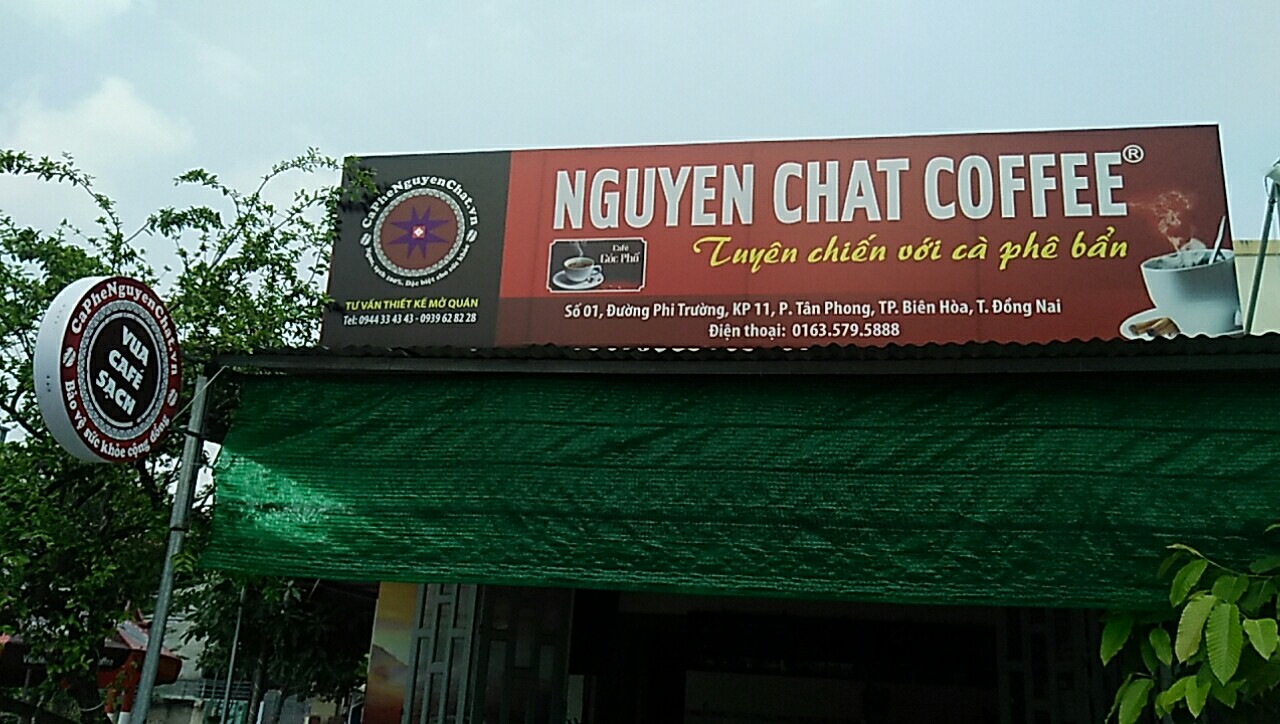 CaPheNguyenChat.vn
TƯ VẤN THIẾT KẾ MỞ QUÁN
Tel: 0944 33 43 43 - 0939 62 82 28
NGUYEN CHAT COFFEE®
Café
Góc Phố
Tuyên chiến với cà phê bẩn
Số 01, Đường Phi Trường, KP 11, P. Tân Phong, TP. Biên Hòa, T. Đồng Nai
Điện thoại: 0163.579.5888
CaPheNguyenChat.vn
VUA
CAFÉ
SẠCH
Bảo vệ sức khỏe cộng đồng